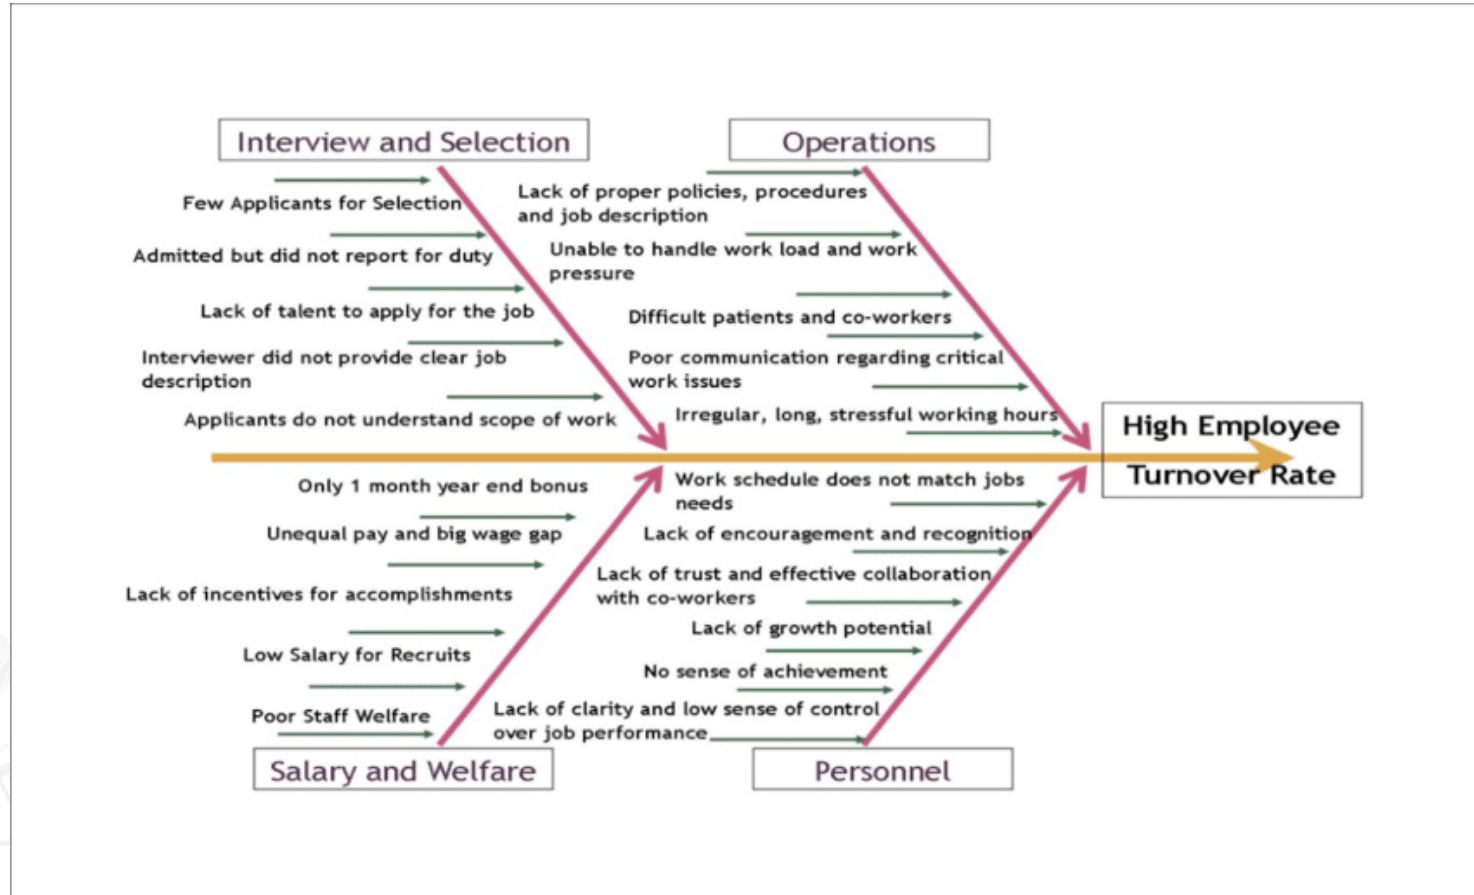 Interview and Selection
Few Applicants for Selection
Admitted but did not report for duty
Lack of talent to apply for the job
Interviewer did not provide clear job
description
Applicants do not understand scope of work
Operations
Lack of proper policies, procedures
and job description
Unable to handle work load and work
pressure
Difficult patients and co-workers
Poor communication regarding critical
work issues
Irregular, long, stressful working hours
High Employee
Turnover Rate
Only 1 month year end bonus
Unequal pay and big wage gap
Lack of incentives for accomplishments
Low Salary for Recruits
Poor Staff Welfare
Salary and Welfare
Work schedule does not match jobs
needs
Lack of encouragement and recognition
Lack of trust and effective collaboration
with co-workers
Lack of growth potential
No sense of achievement
Lack of clarity and low sense of control
over job performance
Personnel